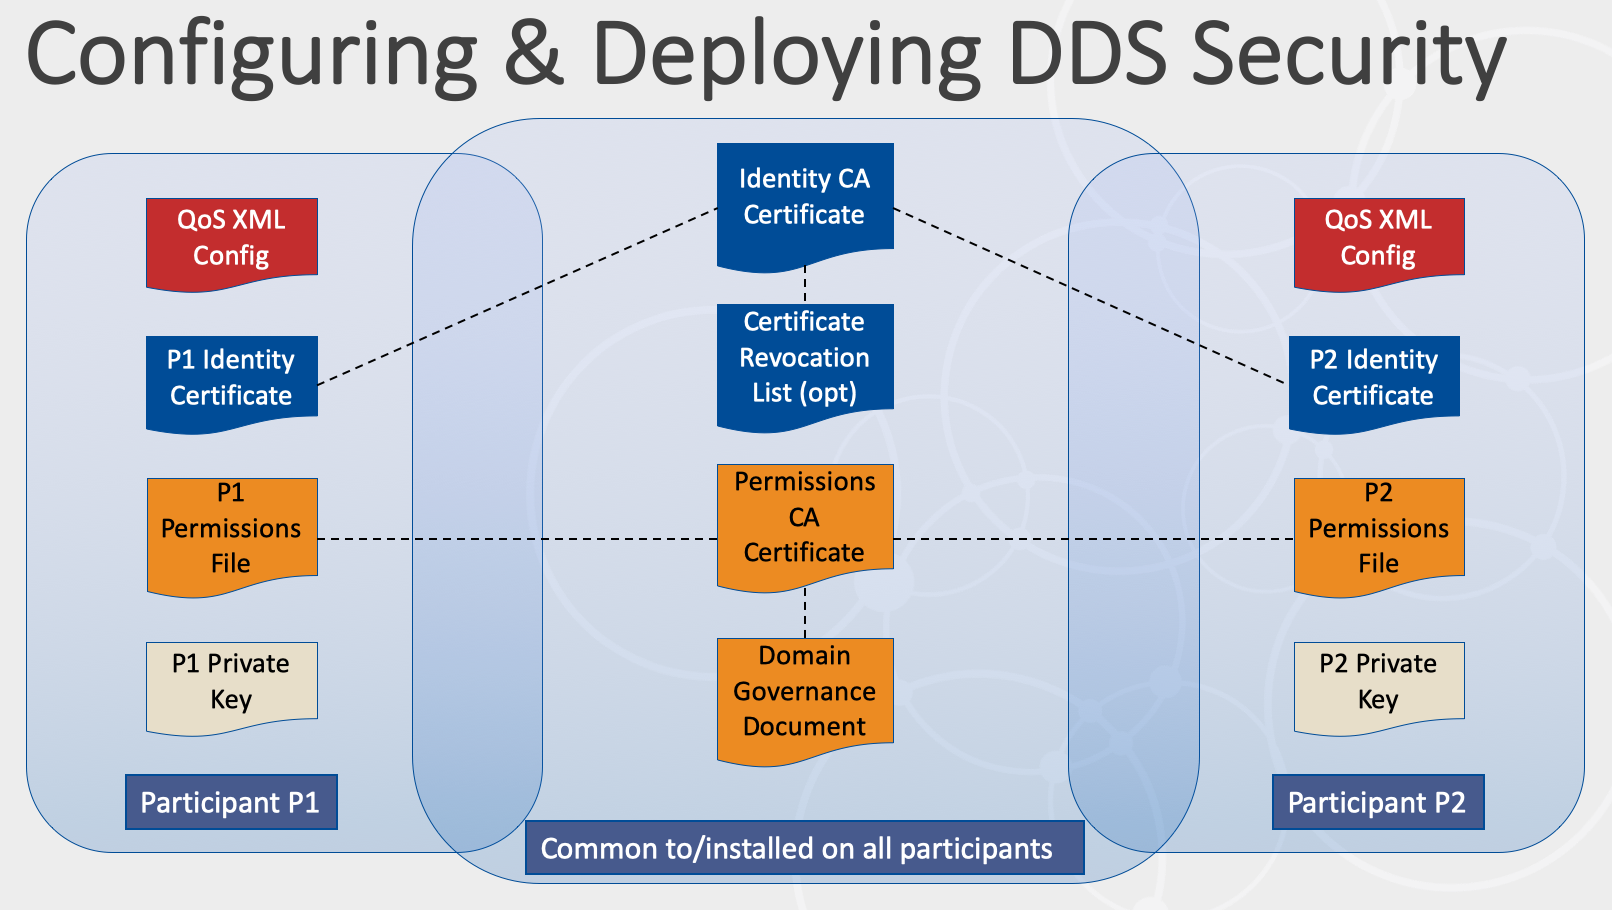 Configuring & Deploying DDS Security
QoS XML
Config
P1 Identity
Certificate
P1
Permissions
File
P1 Private
Key
Participant P1
Identity CA
Certificate
Certificate
Revocation
List (opt)
Permissions
CA
Certificate
Domain
Governance
Document
Common to/installed on all participants
QoS XML
Config
P2 Identity
Certificate
P2
Permissions
File
P2 Private
Key
Participant P2